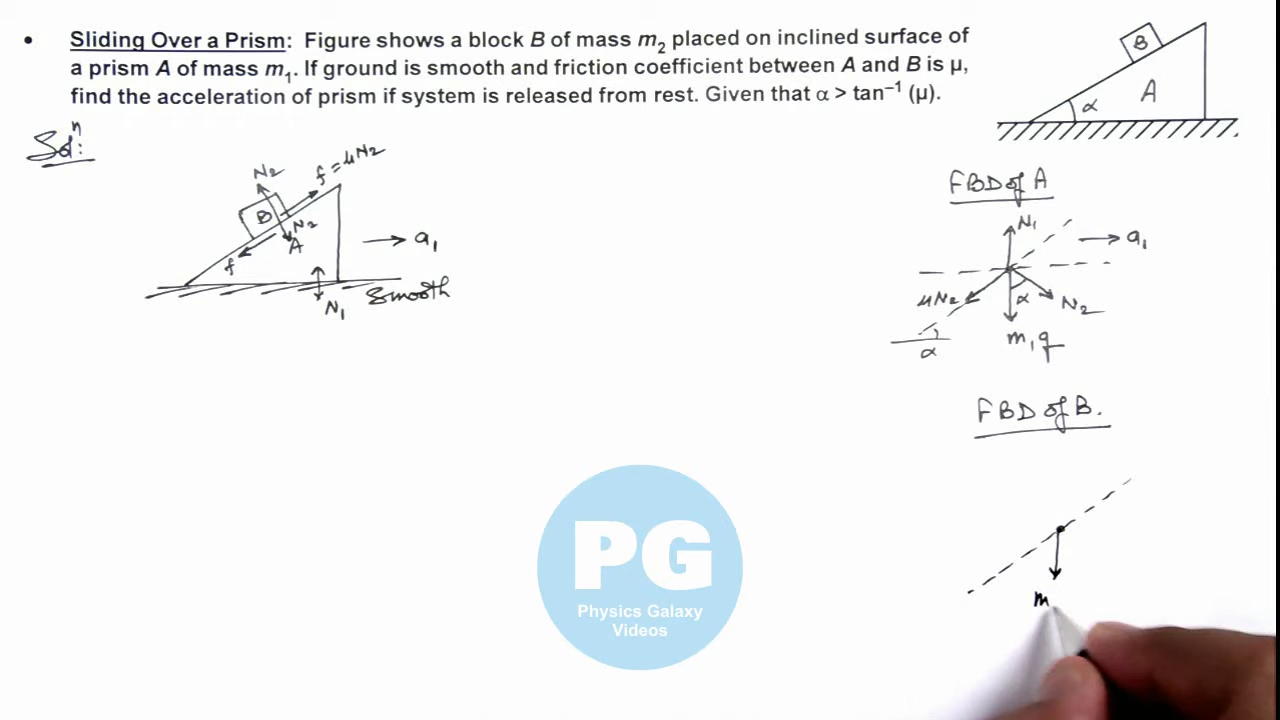 • Sliding Over a Prism: Figure shows a block B of mass m₂ placed on inclined surface of
a prism A of mass m₁. If ground is smooth and friction coefficient between A and B is μ,
find the acceleration of prism if system is released from rest. Given that α > tan⁻¹ (μ).
B
A
α
Solⁿ:
N₂
f = μN₂
B
N₂
A
f
a₁
N₁
Smooth
FBD of A
N₁
a₁
μN₂
α
N₂
α
m₁g
FBD of B.
m
PG
Physics Galaxy
Videos